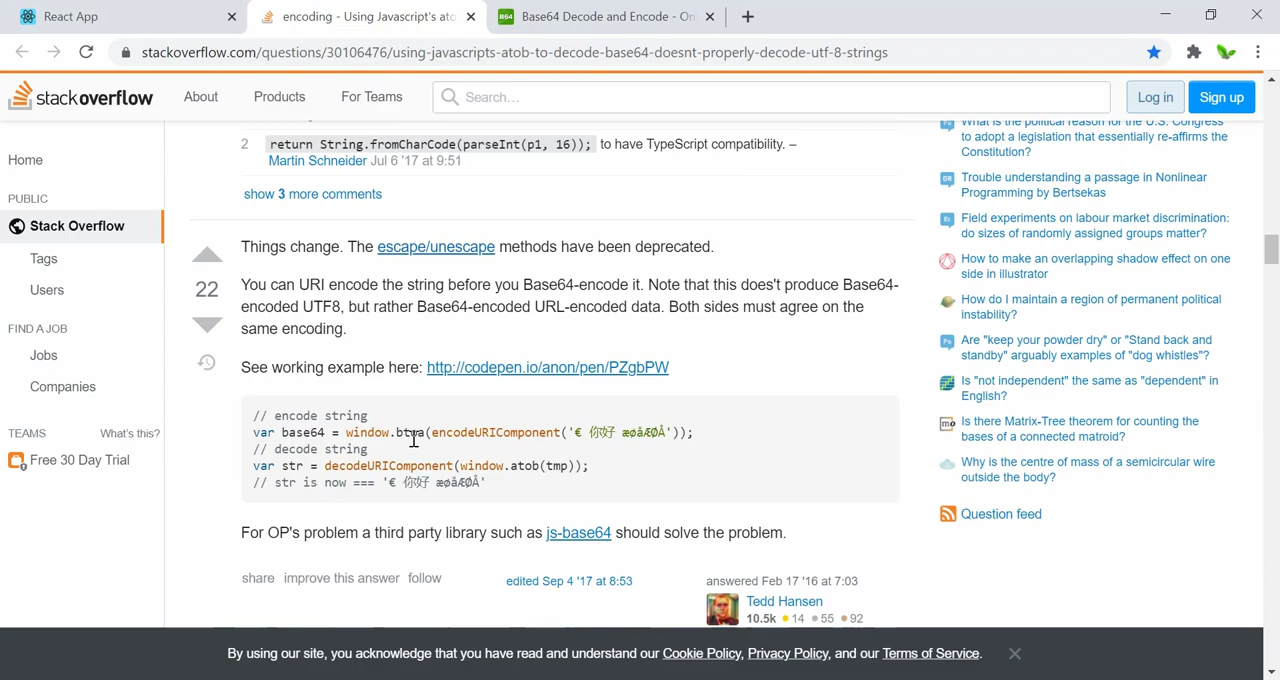 React App
encoding - Using Javascript's ato
Base64 Decode and Encode - On
stackoverflow.com/questions/30106476/using-javascripts-atob-to-decode-base64-doesnt-properly-decode-utf-8-strings
stackoverflow
About
Products
For Teams
Search…
Log in
Sign up
Home
PUBLIC
Stack Overflow
Tags
Users
FIND A JOB
Jobs
Companies
TEAMS
What's this?
Free 30 Day Trial
2 return String.fromCharCode(parseInt(p1, 16)); to have TypeScript compatibility. –
Martin Schneider Jul 6 '17 at 9:51
show 3 more comments
22
Things change. The escape/unescape methods have been deprecated.
You can URI encode the string before you Base64-encode it. Note that this does't produce Base64-
encoded UTF8, but rather Base64-encoded URL-encoded data. Both sides must agree on the
same encoding.
See working example here: http://codepen.io/anon/pen/PZgbPW
// encode string
var base64 = window.btoa(encodeURIComponent('€ 你好 æøåÆØÅ'));
// decode string
var str = decodeURIComponent(window.atob(tmp));
// str is now === '€ 你好 æøåÆØÅ'
For OP's problem a third party library such as js-base64 should solve the problem.
share improve this answer follow
edited Sep 4 '17 at 8:53
answered Feb 17 '16 at 7:03
Tedd Hansen
10.5k 14 55 92
What is the political reason for the U.S. Congress
to adopt a legislation that essentially re-affirms the
Constitution?
Trouble understanding a passage in Nonlinear
Programming by Bertsekas
Field experiments on labour market discrimination:
do sizes of randomly assigned groups matter?
How to make an overlapping shadow effect on one
side in illustrator
How do I maintain a region of permanent political
instability?
Are "keep your powder dry" or "Stand back and
standby" arguably examples of "dog whistles"?
Is "not independent" the same as "dependent" in
English?
Is there Matrix-Tree theorem for counting the
bases of a connected matroid?
Why is the centre of mass of a semicircular wire
outside the body?
Question feed
By using our site, you acknowledge that you have read and understand our Cookie Policy, Privacy Policy, and our Terms of Service.